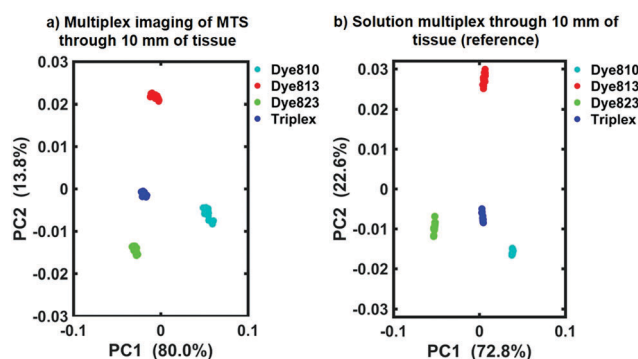 a) Multiplex imaging of MTS
through 10 mm of tissue
0.03
0.02
0.01
0
-0.01
-0.02
-0.03
PC2 (13.8%)
-0.1
0
0.1
PC1 (80.0%)
Dye810
Dye813
Dye823
Triplex
b) Solution multiplex through 10 mm of
tissue (reference)
0.03
0.02
0.01
0
-0.01
-0.02
-0.03
PC2 (22.6%)
-0.1
0
0.1
PC1 (72.8%)
Dye810
Dye813
Dye823
Triplex